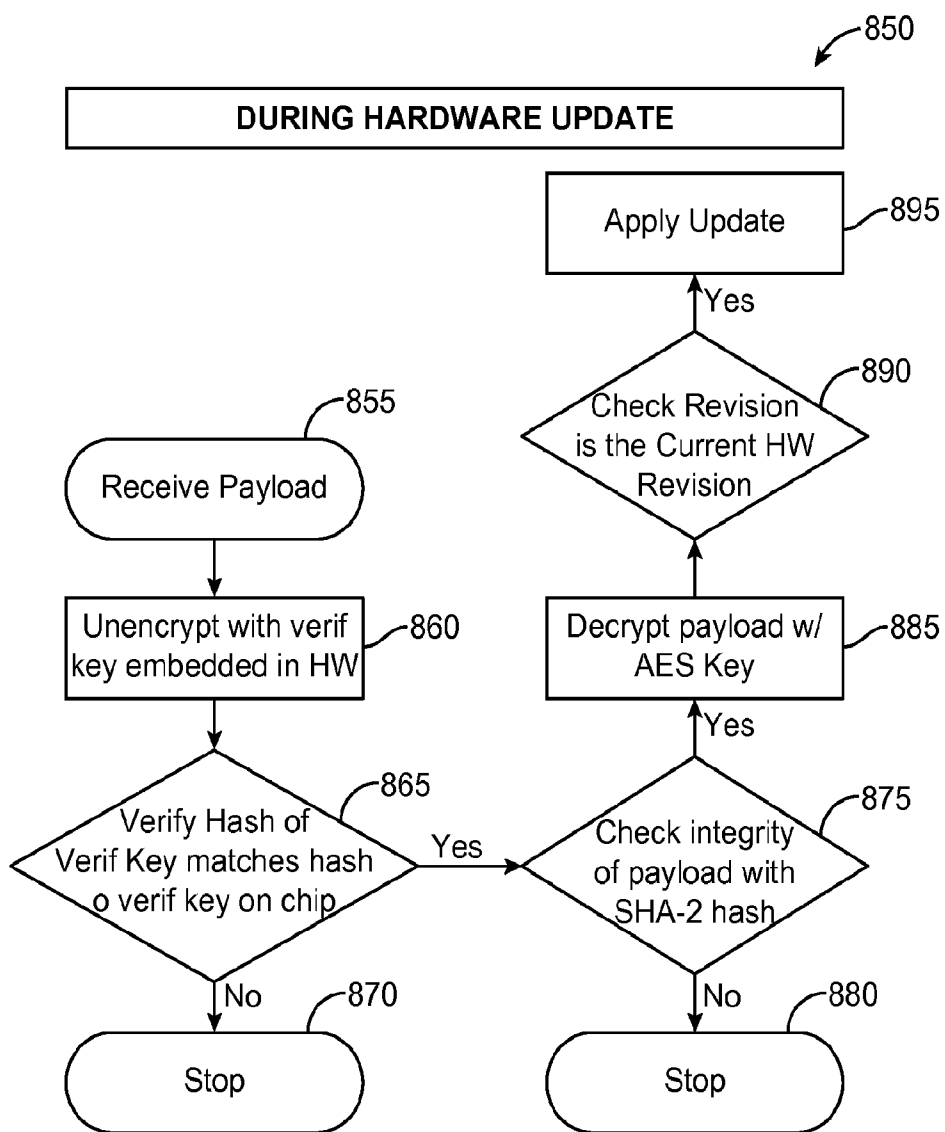 850
DURING HARDWARE UPDATE
Apply Update
895
Yes
890
Check Revision
is the Current HW
Revision
855
Receive Payload
Unencrypt with verif
key embedded in HW
860
Decrypt payload w/
AES Key
885
Yes
865
Verify Hash of
Verif Key matches hash
o verif key on chip
Yes
875
Check integrity
of payload with
SHA-2 hash
No
870
Stop
No
880
Stop